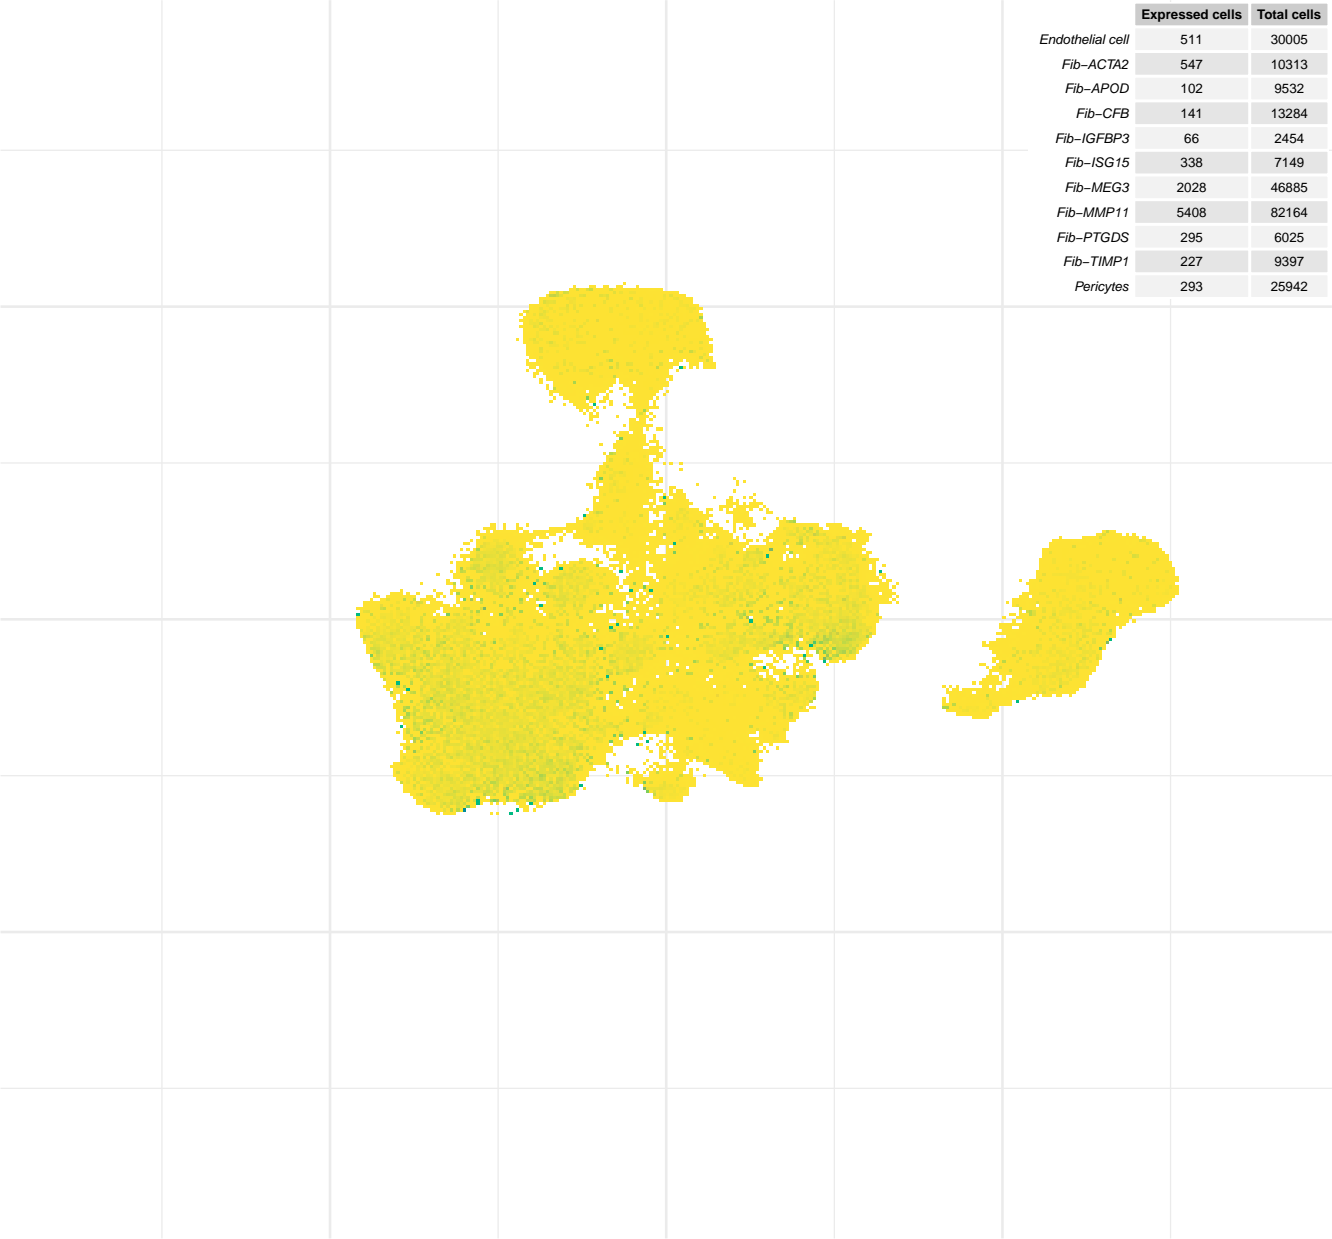 Expressed cells Total cells
Endothelial cell 511 30005
Fib−ACTA2 547 10313
Fib−APOD 102 9532
Fib−CFB 141 13284
Fib−IGFBP3 66 2454
Fib−ISG15 338 7149
Fib−MEG3 2028 46885
Fib−MMP11 5408 82164
Fib−PTGDS 295 6025
Fib−TIMP1 227 9397
Pericytes 293 25942